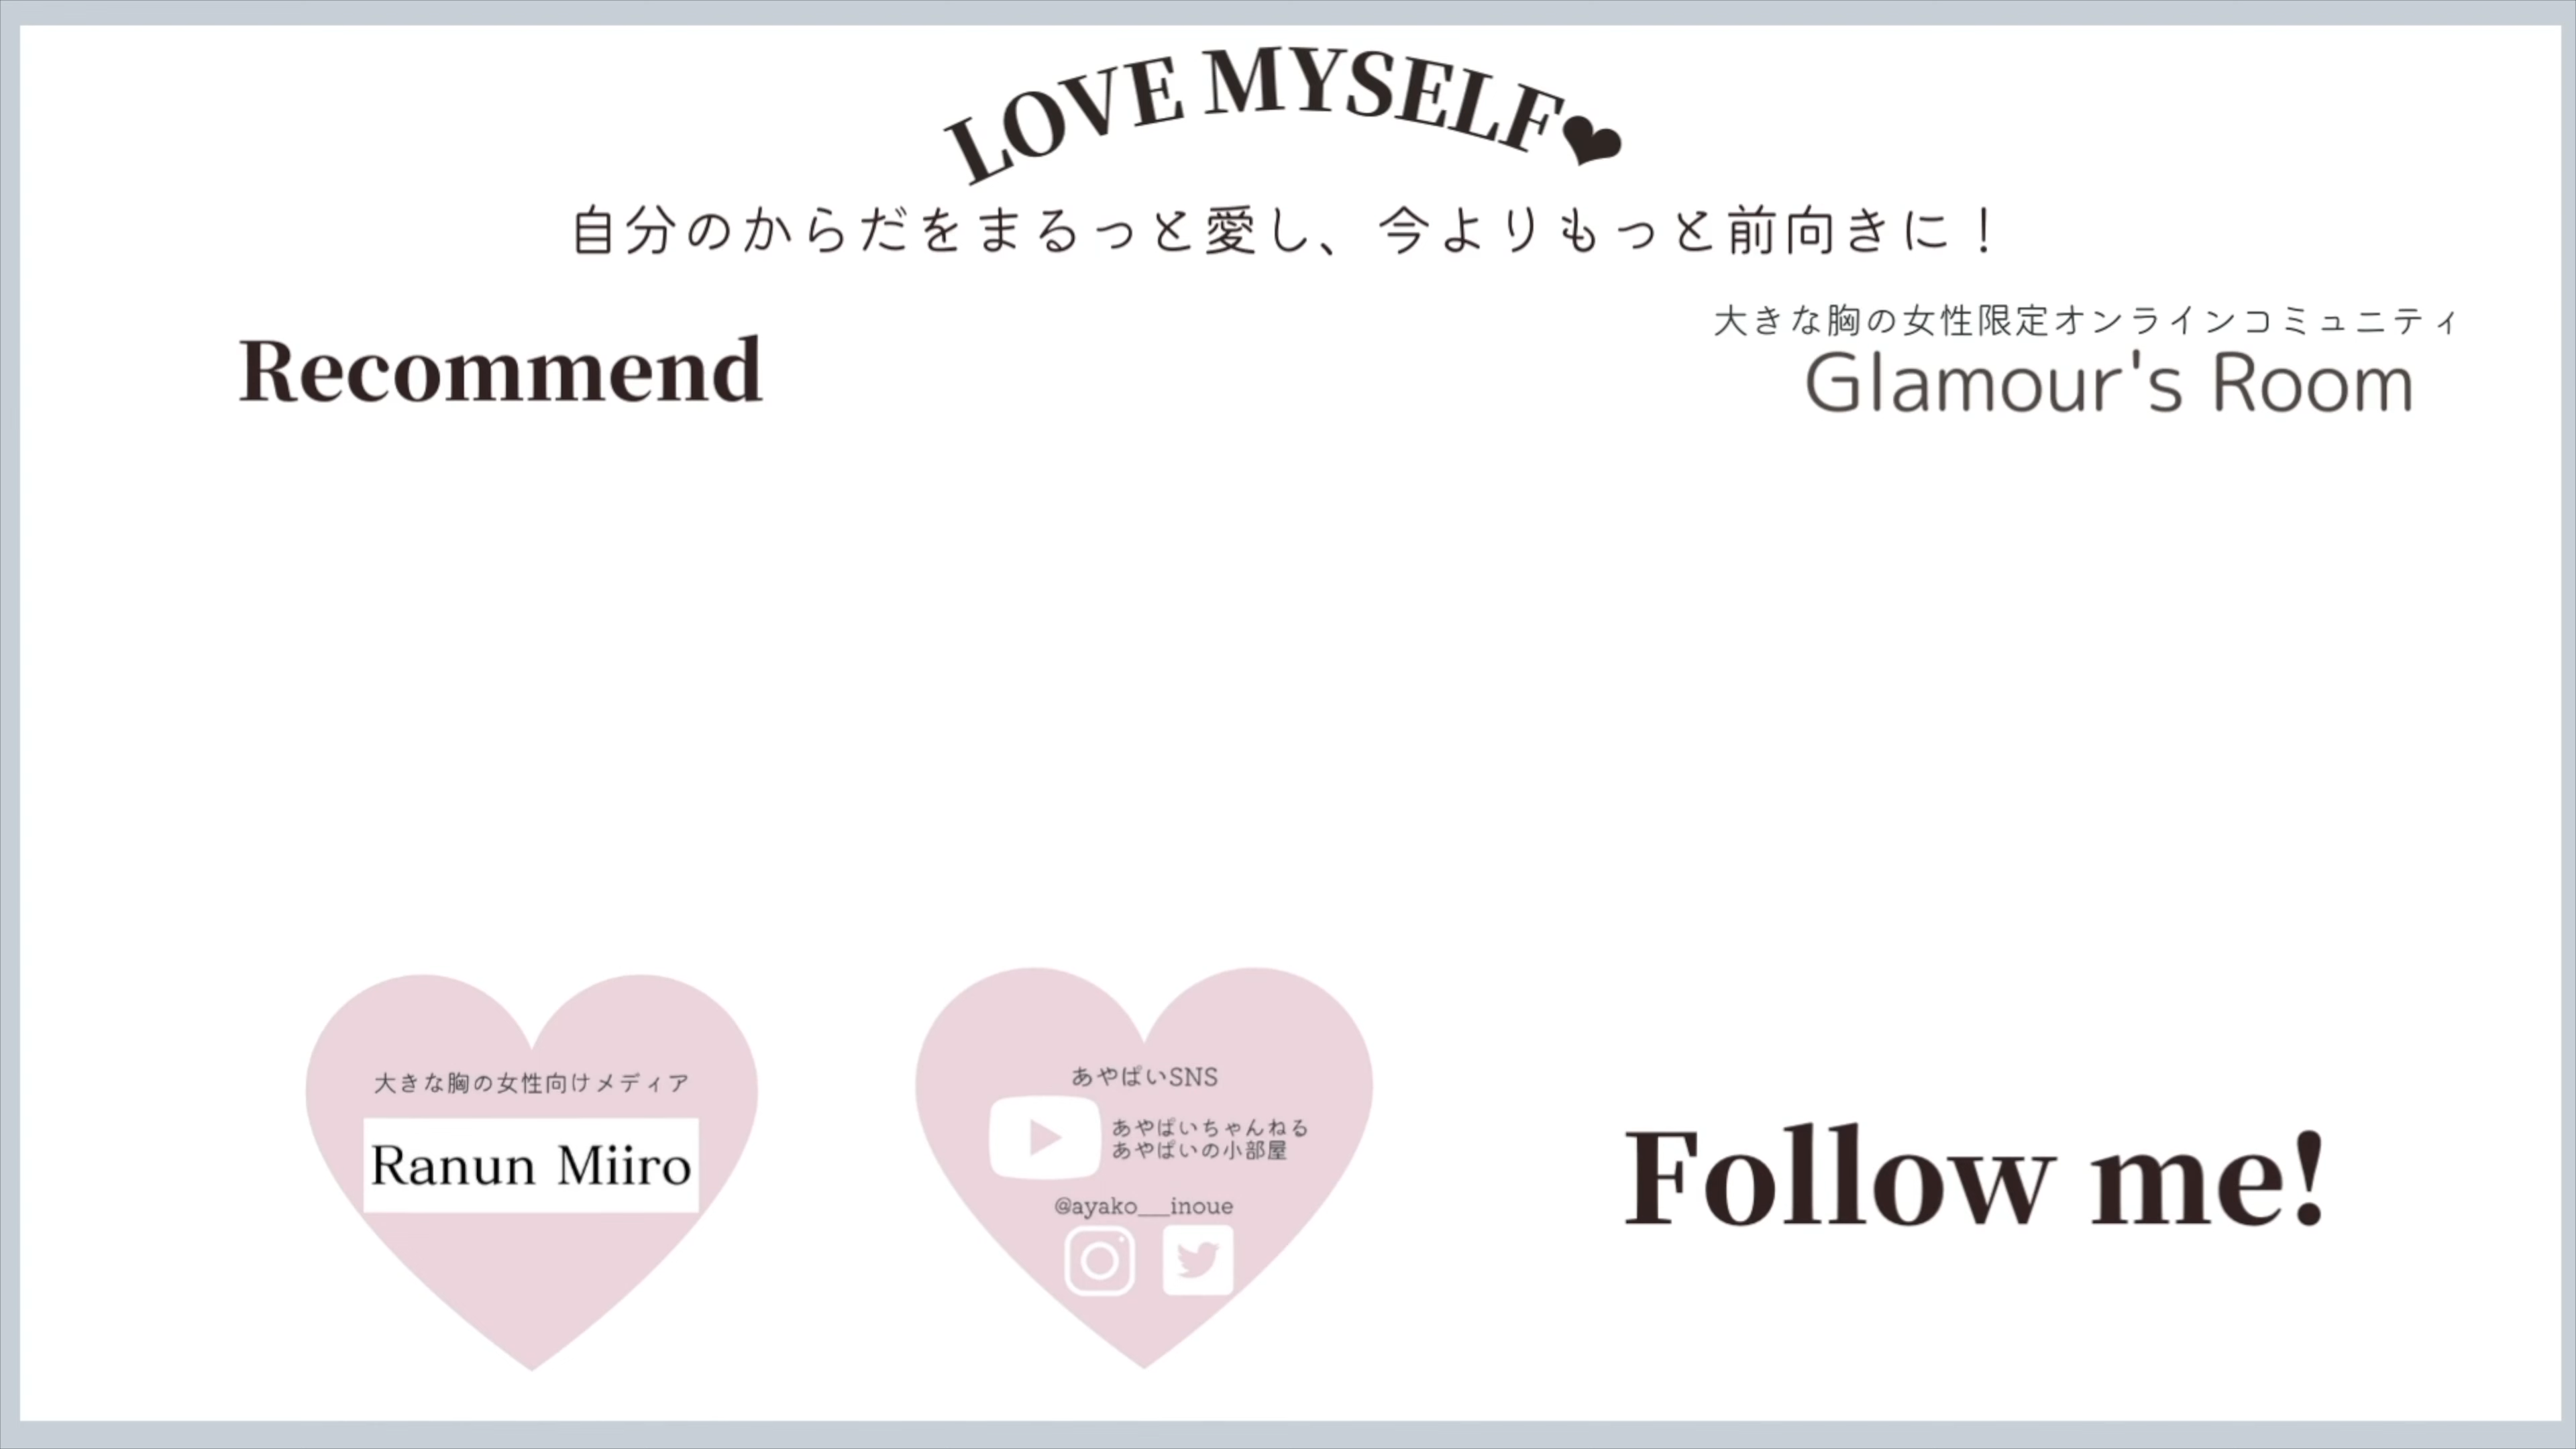 LOVE MYSELF❤
自分のからだをまるっと愛し、今よりもっと前向きに！
Recommend
大きな胸の女性限定オンラインコミュニティ
Glamour's Room
大きな胸の女性向けメディア
Ranun Miiro
あやぱいSNS
あやぱいちゃんねる
あやぱいの小部屋
@ayako__inoue
Follow me!